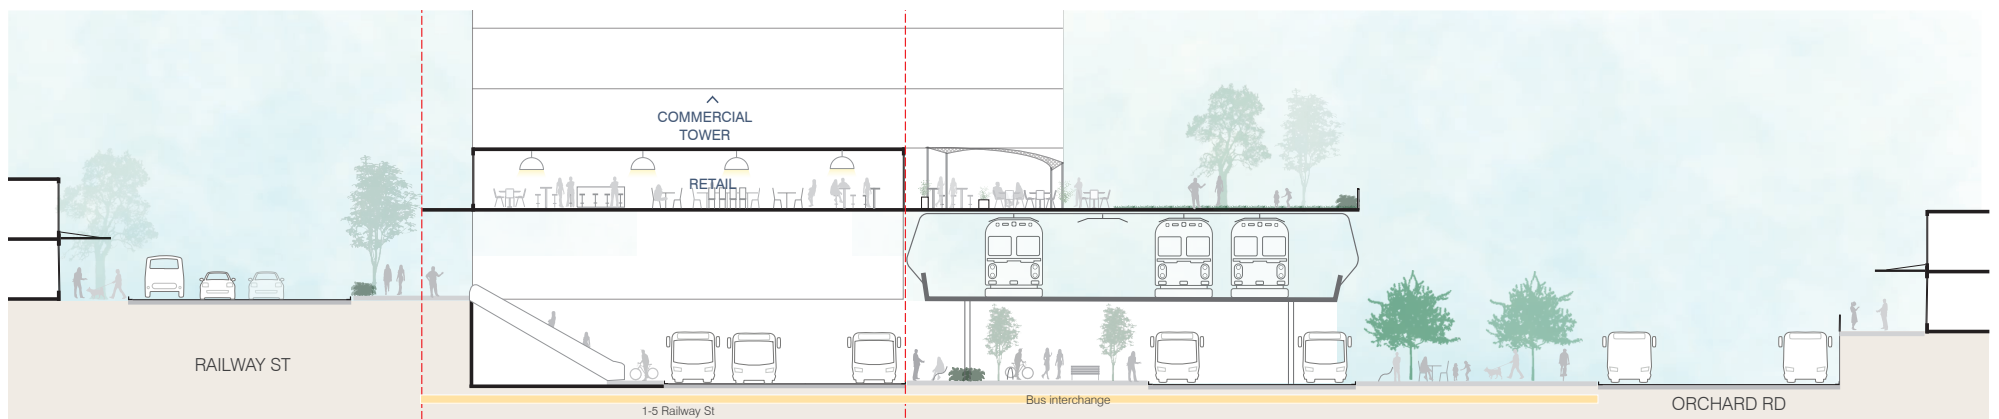 COMMERCIAL
TOWER
RETAIL
RAILWAY ST
Bus interchange
1-5 Railway St
ORCHARD RD